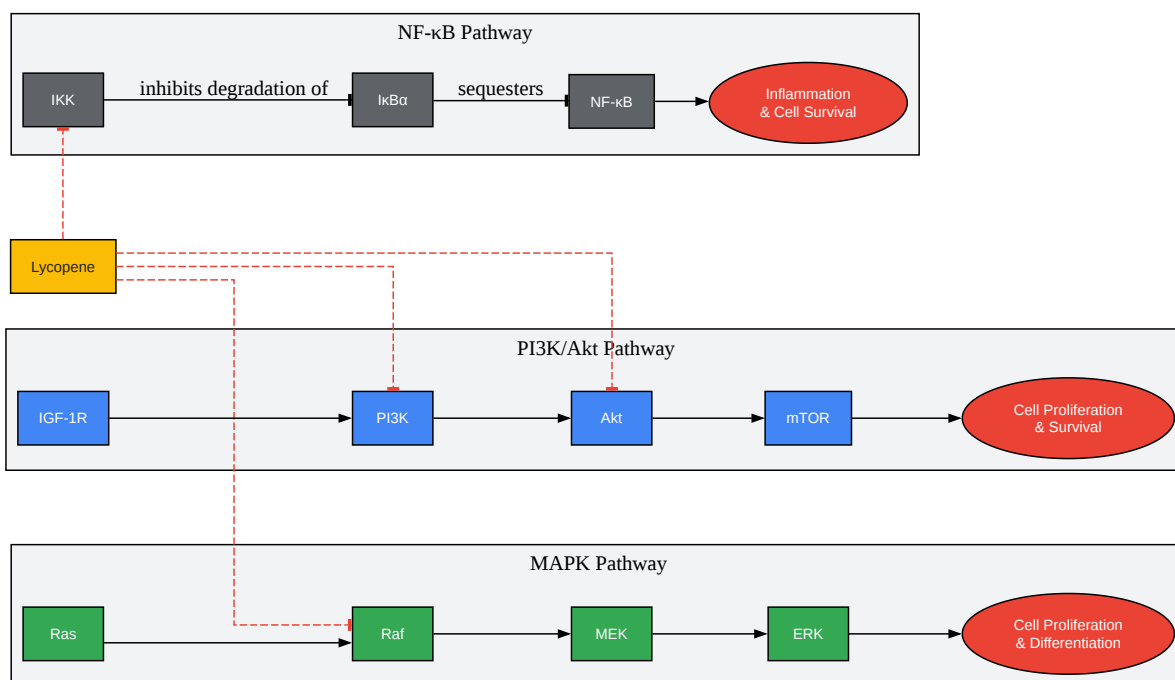 NF-κB Pathway
IKK
inhibits degradation of
IκBα
sequesters
NF-κB
Inflammation
& Cell Survival
Lycopene
PI3K/Akt Pathway
IGF-1R
PI3K
Akt
mTOR
Cell Proliferation
& Survival
MAPK Pathway
Ras
Raf
MEK
ERK
Cell Proliferation
& Differentiation